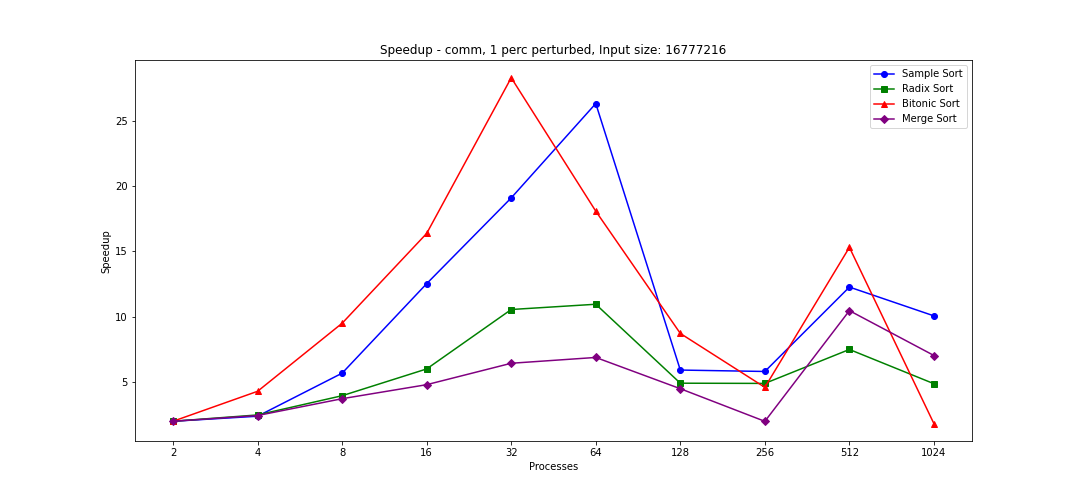 Speedup - comm, 1 perc perturbed, Input size: 16777216
Sample Sort
Radix Sort
Bitonic Sort
Merge Sort
25
20
15
10
5
Speedup
2 4 8 16 32 64 128 256 512 1024
Processes